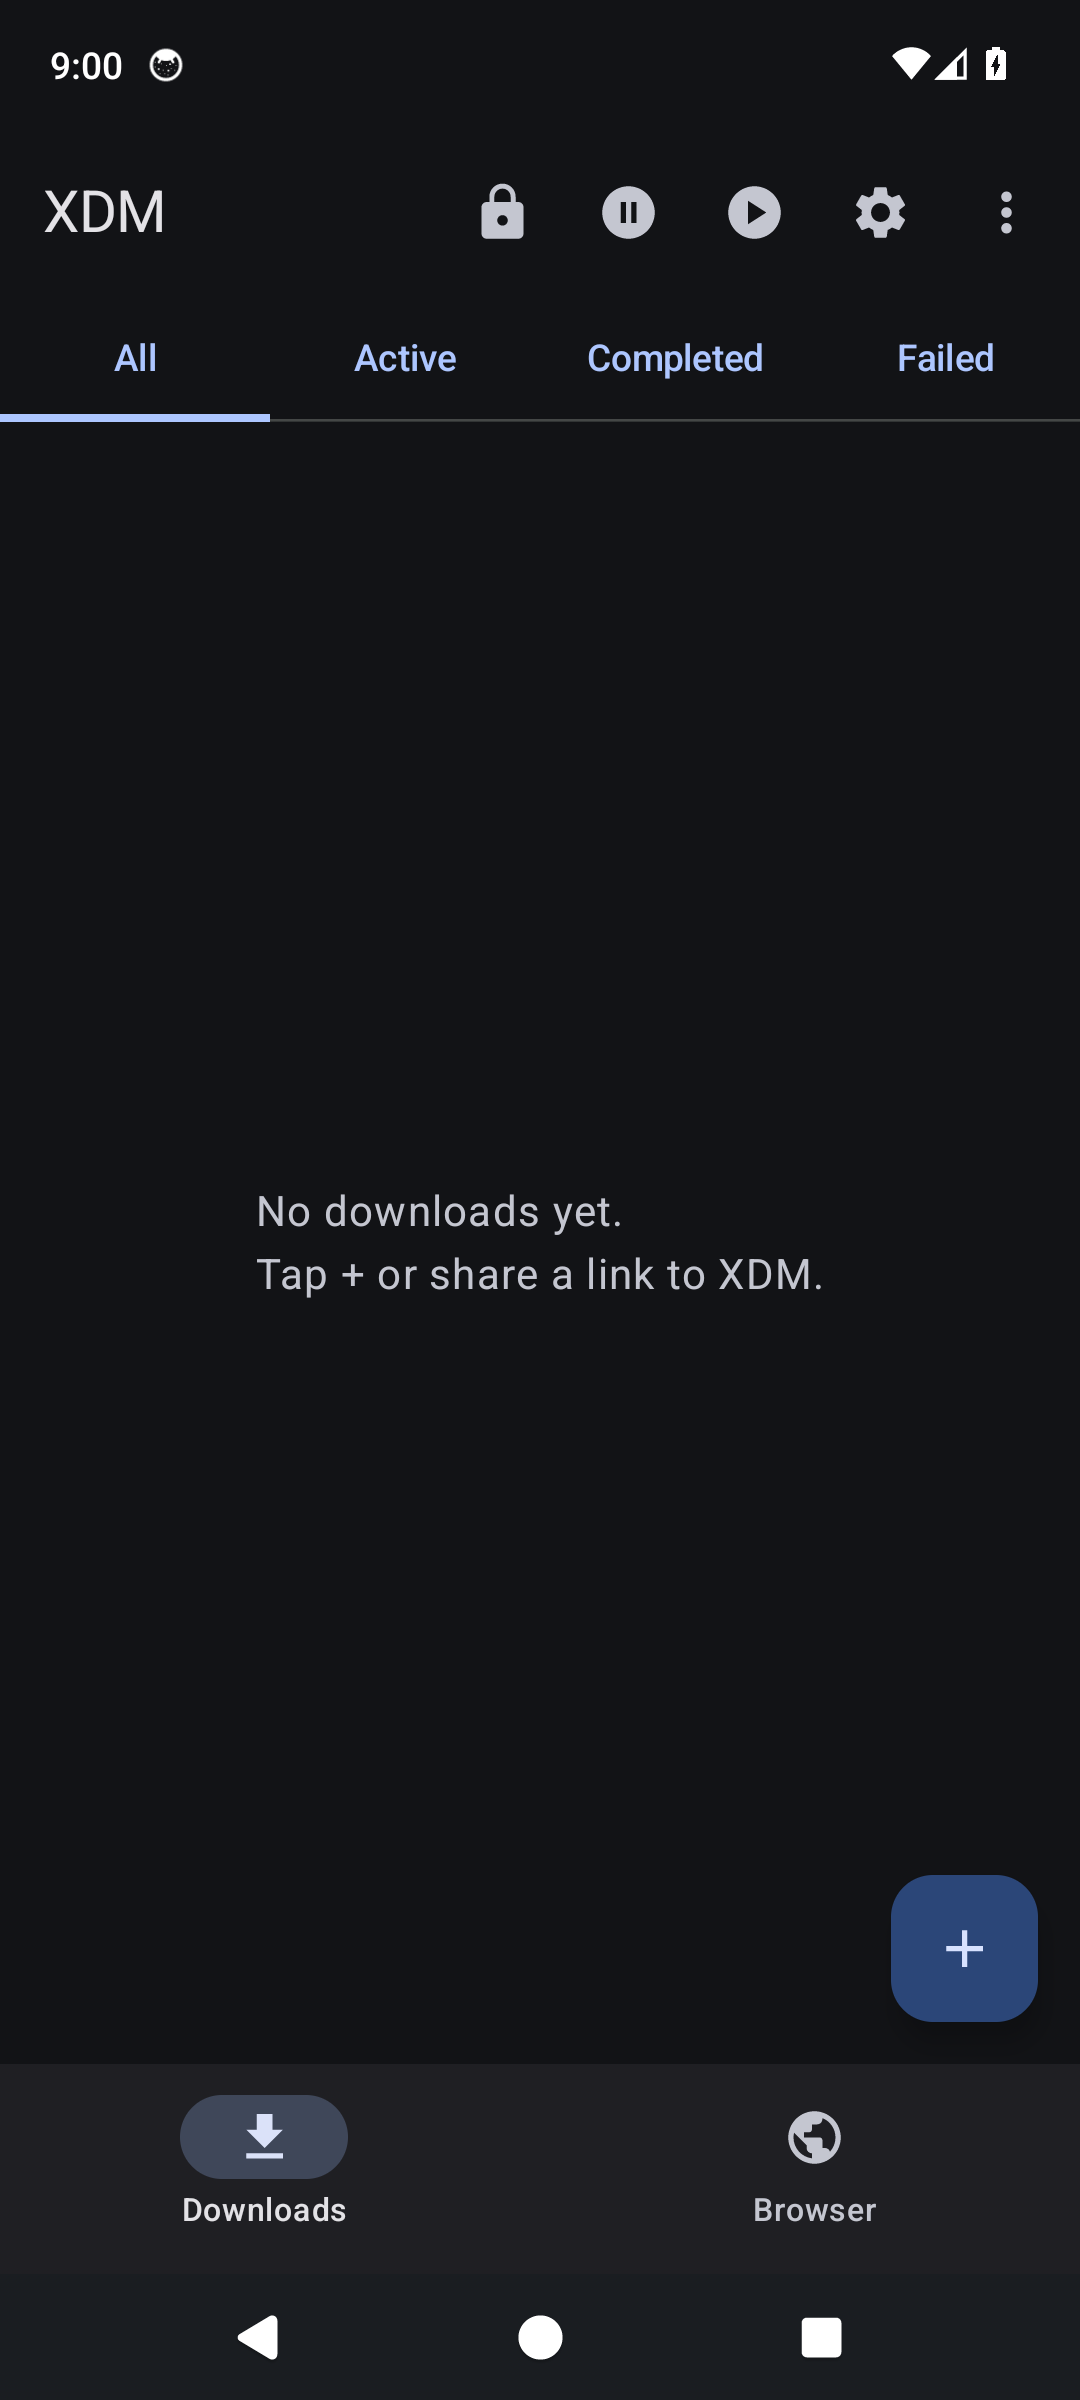 9:00
XDM
All
Active
Completed
Failed
No downloads yet.
Tap + or share a link to XDM.
Downloads
Browser